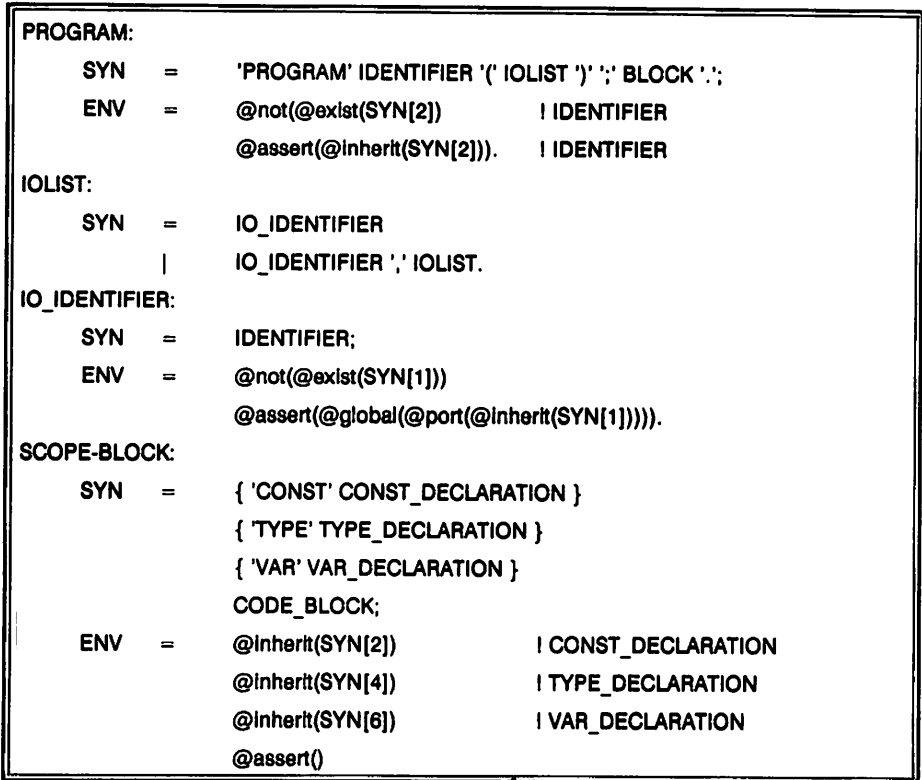 PROGRAM:
SYN = 'PROGRAM' IDENTIFIER '(' IOLIST ')' ';' BLOCK '.';
ENV = @not(@exist(SYN[2]) ! IDENTIFIER
@assert(@inherit(SYN[2])). ! IDENTIFIER
IOLIST:
SYN = IO_IDENTIFIER
| IO_IDENTIFIER ',' IOLIST.
IO_IDENTIFIER:
SYN = IDENTIFIER;
ENV = @not(@exist(SYN[1]))
@assert(@global(@port(@inherit(SYN[1])))).
SCOPE-BLOCK:
SYN = { 'CONST' CONST_DECLARATION }
{ 'TYPE' TYPE_DECLARATION }
{ 'VAR' VAR_DECLARATION }
CODE_BLOCK;
ENV = @inherit(SYN[2]) ! CONST_DECLARATION
@inherit(SYN[4]) ! TYPE_DECLARATION
@inherit(SYN[6]) ! VAR_DECLARATION
@assert()